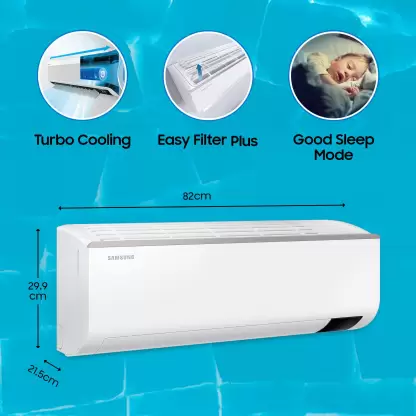 Turbo Cooling
Easy Filter Plus
Good Sleep
Mode
82cm
29.9
cm
21.5cm
SAMSUNG